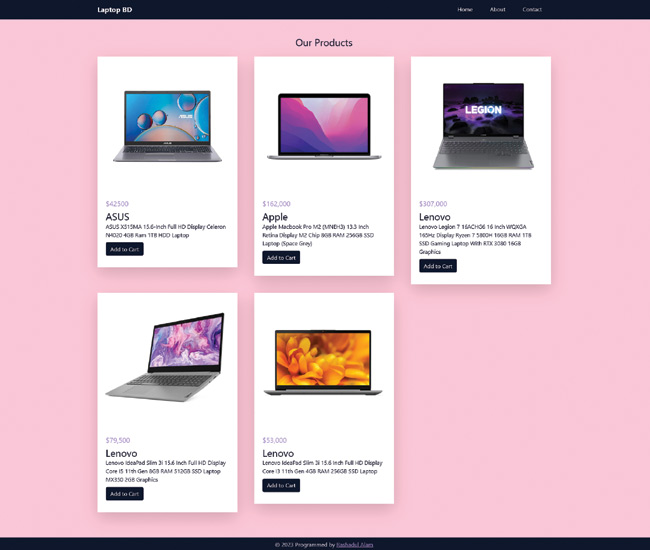 Laptop BD
Home About Contact
Our Products
ASUS
$42500
ASUS
ASUS X515MA 15.6-Inch Full HD Display Celeron
N4020 4GB Ram 1TB HDD Laptop
Add to Cart
$162,000
Apple
Apple Macbook Pro M2 (MNEH3) 13.3 Inch
Retina Display M2 Chip 8GB RAM 256GB SSD
Laptop (Space Grey)
Add to Cart
LEGION
$307,000
Lenovo
Lenovo Legion 7 16ACHG6 16 Inch WQXGA
165Hz Display Ryzen 7 5800H 16GB RAM 1TB
SSD Gaming Laptop With RTX 3080 16GB
Graphics
Add to Cart
$79,500
Lenovo
Lenovo IdeaPad Slim 3i 15.6 Inch Full HD Display
Core I5 11th Gen 8GB RAM 512GB SSD Laptop
MX350 2GB Graphics
Add to Cart
$53,000
Lenovo
Lenovo IdeaPad Slim 3i 15.6 Inch Full HD Display
Core I3 11th Gen 4GB RAM 256GB SSD Laptop
Add to Cart
© 2023 Programmed by Rashadul Alam